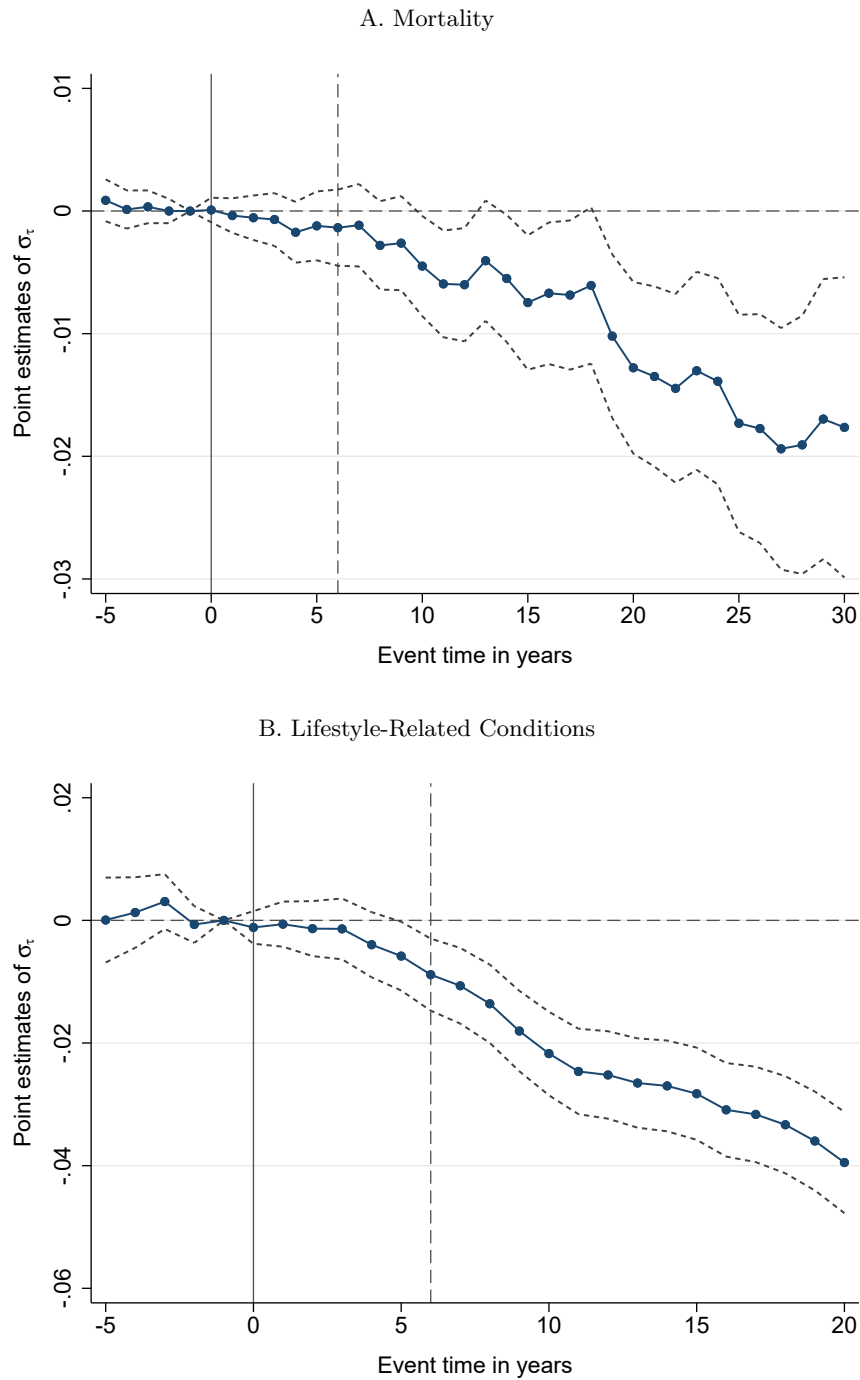 A. Mortality
.01
0
-.01
-.02
-.03
Point estimates of στ
-5 0 5 10 15 20 25 30
Event time in years
B. Lifestyle-Related Conditions
.02
0
-.02
-.04
-.06
Point estimates of στ
-5 0 5 10 15 20
Event time in years